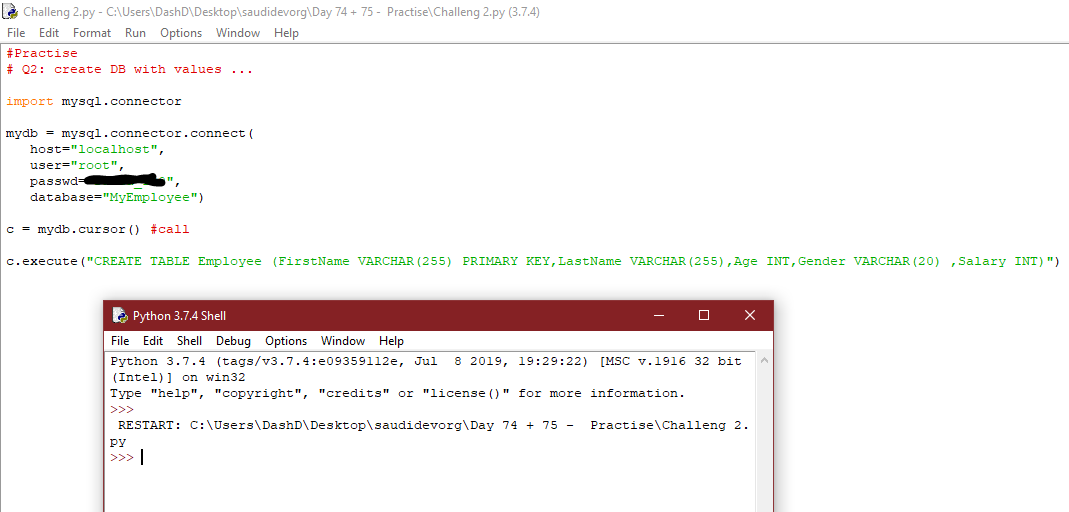 Challeng 2.py - C:\Users\DashD\Desktop\saudidevorg\Day 74 + 75 -  Practise\Challeng 2.py (3.7.4)
File Edit Format Run Options Window Help
#Practise
# Q2: create DB with values ...
import mysql.connector
mydb = mysql.connector.connect(
host="localhost",
user="root",
passwd=",
database="MyEmployee")
c = mydb.cursor() #call
c.execute("CREATE TABLE Employee (FirstName VARCHAR(255) PRIMARY KEY,LastName VARCHAR(255),Age INT,Gender VARCHAR(20) ,Salary INT)")
Python 3.7.4 Shell
File Edit Shell Debug Options Window Help
Python 3.7.4 (tags/v3.7.4:e09359112e, Jul  8 2019, 19:29:22) [MSC v.1916 32 bit
(Intel)] on win32
Type "help", "copyright", "credits" or "license()" for more information.
>>>
RESTART: C:\Users\DashD\Desktop\saudidevorg\Day 74 + 75 -  Practise\Challeng 2.
py
>>>